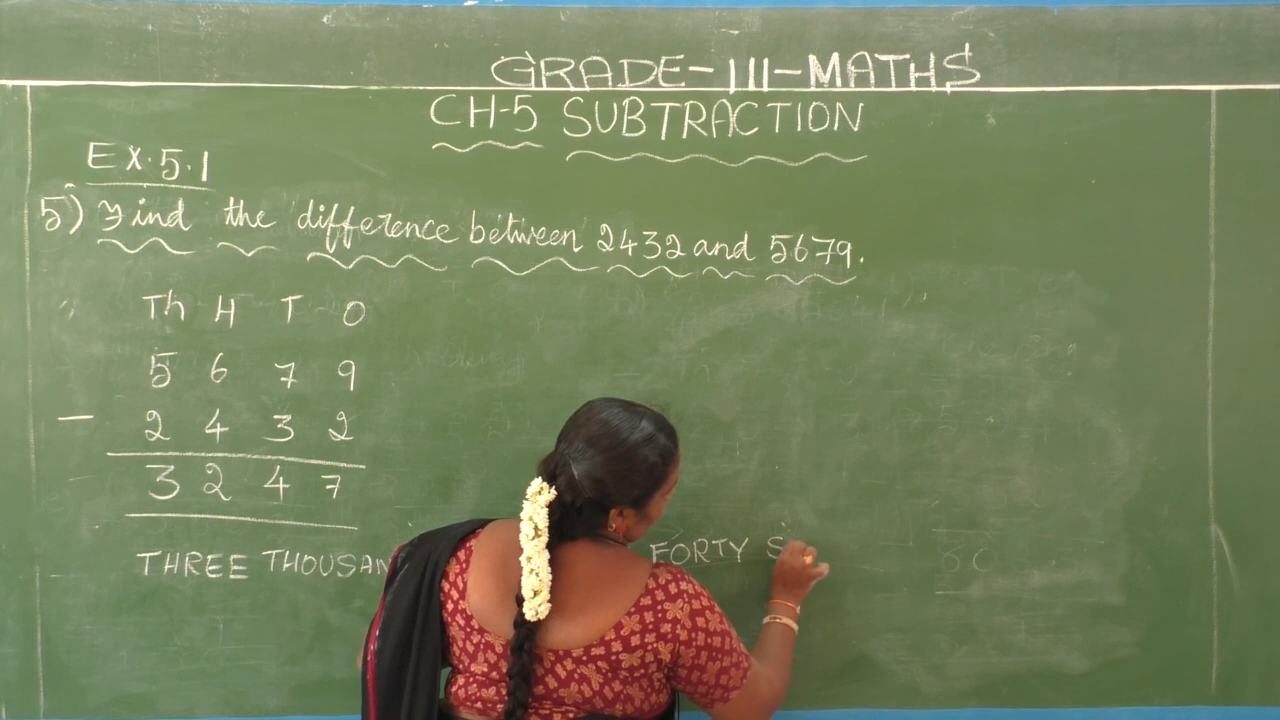 GRADE-III-MATHS
CH-5 SUBTRACTION
EX.5.1
5) Find the difference between 2432 and 5679.
Th H T O
5 6 7 9
- 2 4 3 2
3 2 4 7
THREE THOUSAN FORTY S